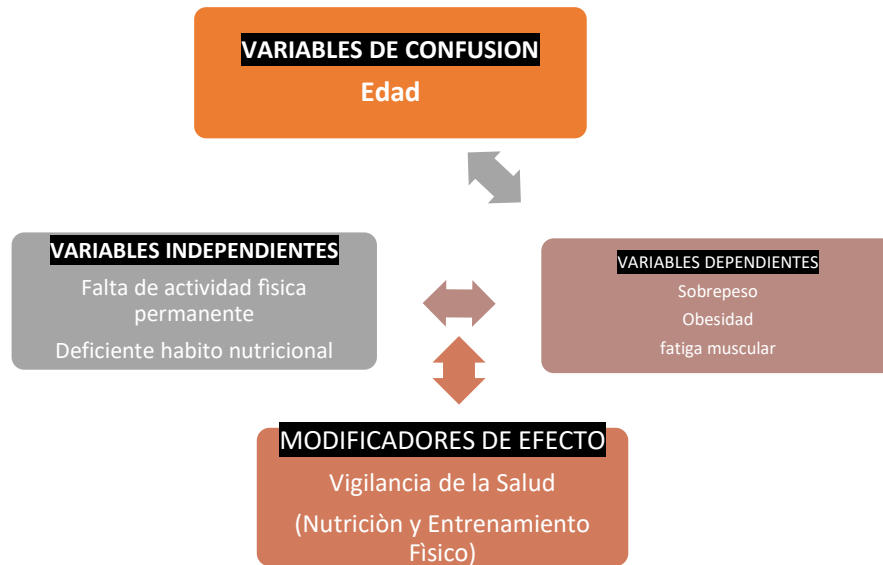 VARIABLES DE CONFUSION
Edad
VARIABLES INDEPENDIENTES
Falta de actividad fìsica
permanente
Deficiente habito nutricional
VARIABLES DEPENDIENTES
Sobrepeso
Obesidad
fatiga muscular
MODIFICADORES DE EFECTO
Vigilancia de la Salud
(Nutriciòn y Entrenamiento
Fìsico)